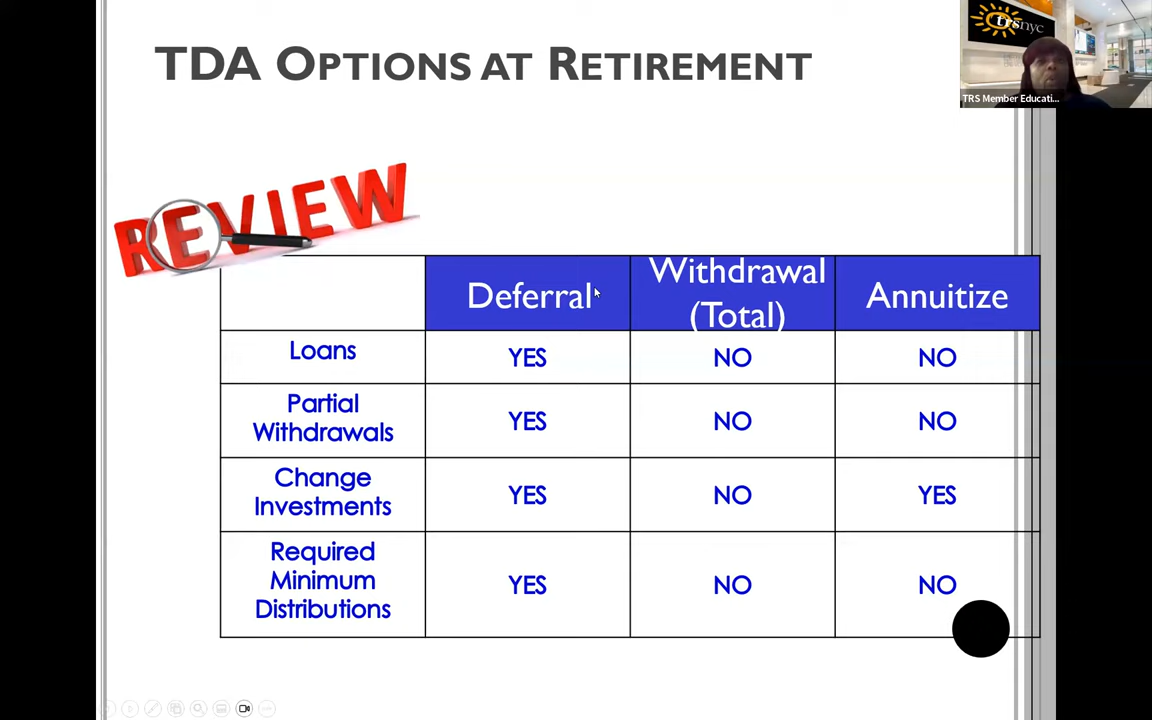 TDA OPTIONS AT RETIREMENT
trsnyc
TRS Member Educati...
REVIEW
Deferral
Withdrawal
(Total)
Annuitize
Loans
YES
NO
NO
Partial
Withdrawals
YES
NO
NO
Change
Investments
YES
NO
YES
Required
Minimum
Distributions
YES
NO
NO